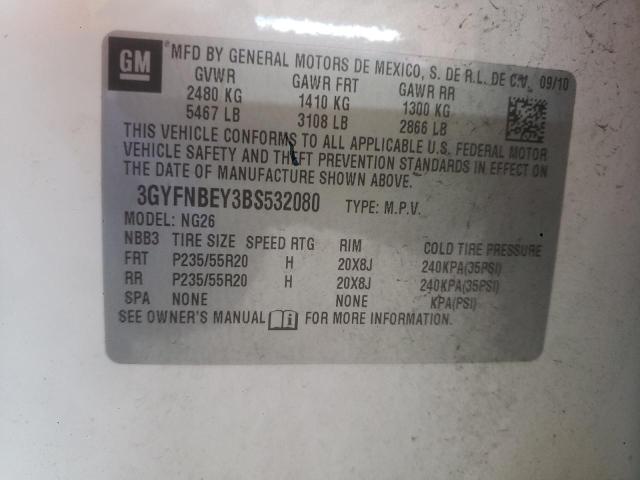 GM MFD BY GENERAL MOTORS DE MEXICO, S. DE R.L. DE C.V. 09/10
GVWR GAWR FRT GAWR RR
2480 KG 1410 KG 1300 KG
5467 LB 3108 LB 2866 LB
THIS VEHICLE CONFORMS TO ALL APPLICABLE U.S. FEDERAL MOTOR
VEHICLE SAFETY AND THEFT PREVENTION STANDARDS IN EFFECT ON
THE DATE OF MANUFACTURE SHOWN ABOVE.
3GYFNBEY3BS532080 TYPE: M.P.V.
MODEL: NG26
NBB3 TIRE SIZE SPEED RTG RIM COLD TIRE PRESSURE
FRT P235/55R20 H 20X8J 240KPA(35PSI)
RR P235/55R20 H 20X8J 240KPA(35PSI)
SPA NONE NONE KPA(PSI)
SEE OWNER'S MANUAL i FOR MORE INFORMATION.